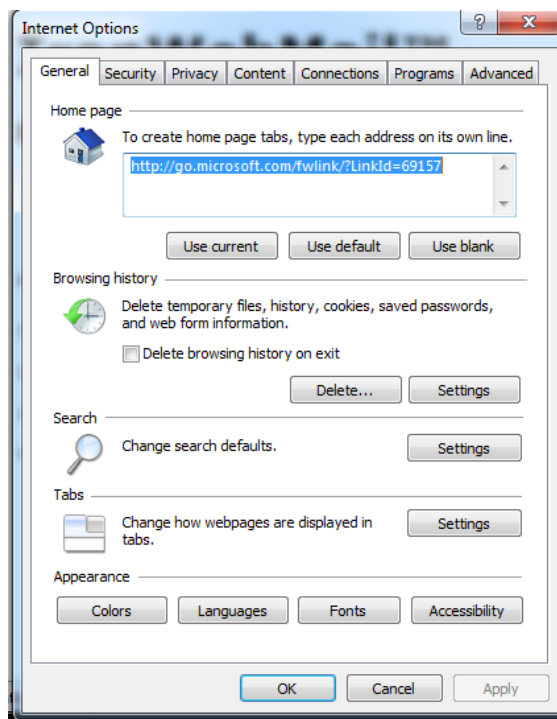 Internet Options
General Security Privacy Content Connections Programs Advanced
Home page
To create home page tabs, type each address on its own line.
http://go.microsoft.com/fwlink/?LinkId=69157
Use current Use default Use blank
Browsing history
Delete temporary files, history, cookies, saved passwords,
and web form information.
Delete browsing history on exit
Delete... Settings
Search
Change search defaults.
Settings
Tabs
Change how webpages are displayed in
tabs.
Settings
Appearance
Colors Languages Fonts Accessibility
OK Cancel Apply